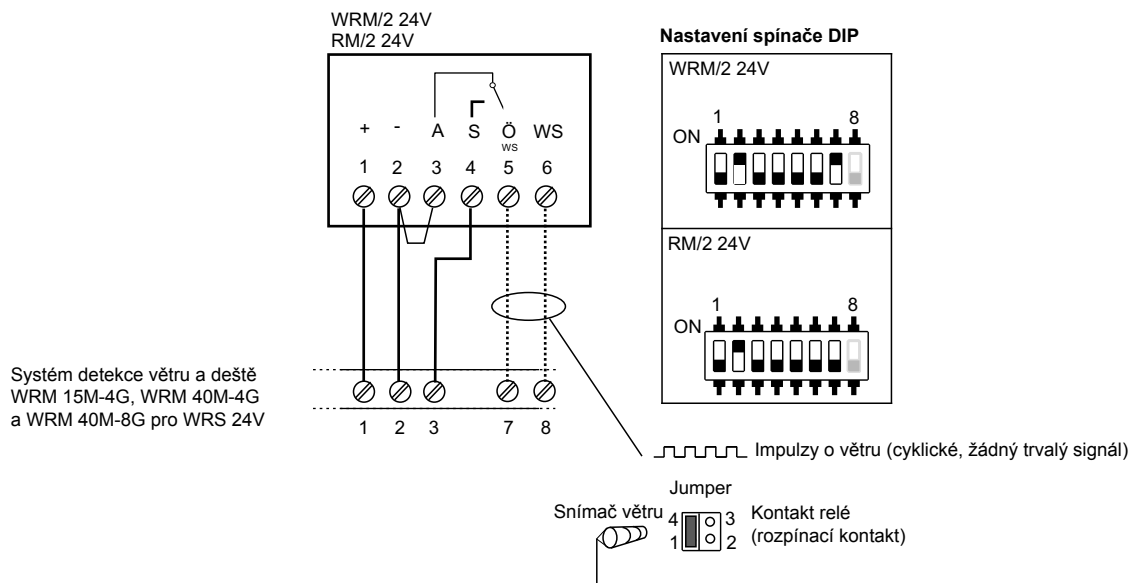 WRM/2 24V
RM/2 24V
+ - A S Ö WS
WS
1 2 3 4 5 6
Systém detekce větru a deště
WRM 15M-4G, WRM 40M-4G
a WRM 40M-8G pro WRS 24V
1 2 3 7 8
Nastavení spínače DIP
WRM/2 24V
1 8
ON
RM/2 24V
1 8
ON
Impulzy o větru (cyklické, žádný trvalý signál)
Jumper
Snímač větru
4 3
1 2
Kontakt relé
(rozpínací kontakt)